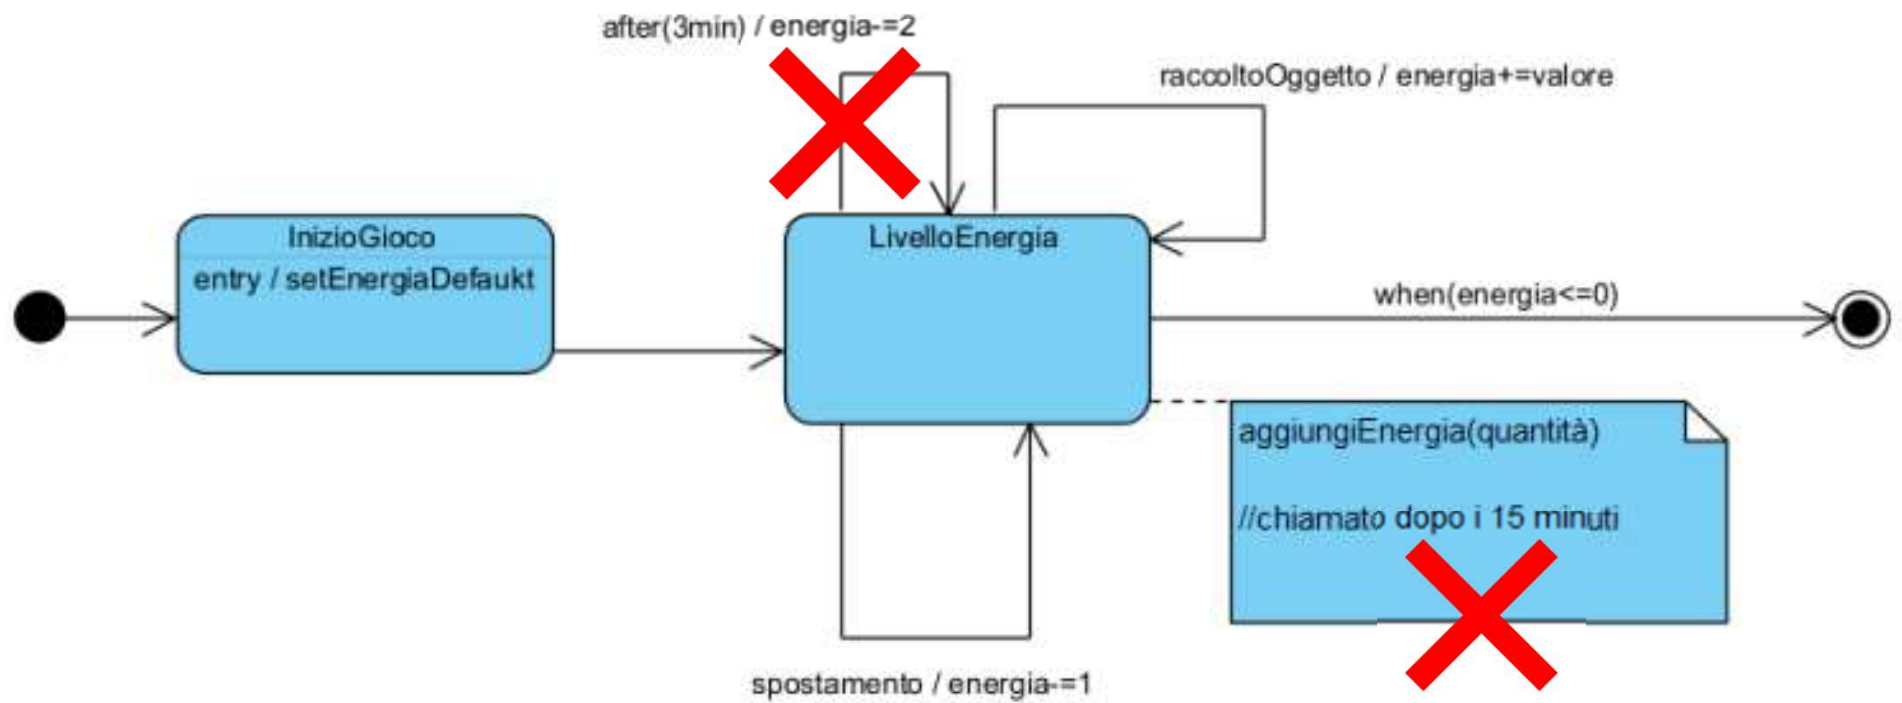 after(3min) / energia-=2
raccoltoOggetto / energia+=valore
InizioGioco
entry / setEnergiaDefaukt
LivelloEnergia
when(energia<=0)
aggiungiEnergia(quantità)
//chiamato dopo i 15 minuti
spostamento / energia-=1